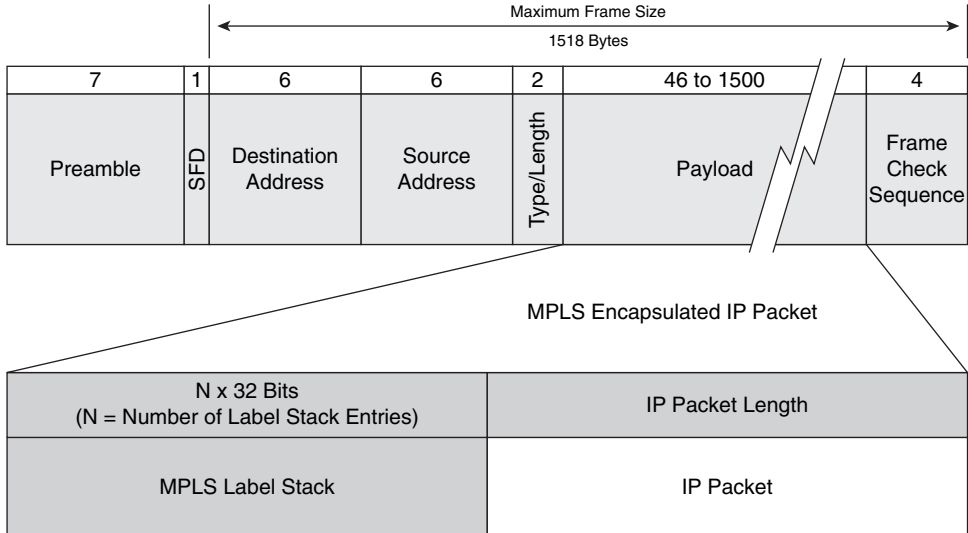 Maximum Frame Size
1518 Bytes
7 1 6 6 2 46 to 1500 4
Preamble
SFD
Destination
Address
Source
Address
Type/Length
Payload
Frame
Check
Sequence
MPLS Encapsulated IP Packet
N x 32 Bits
(N = Number of Label Stack Entries)
IP Packet Length
MPLS Label Stack
IP Packet